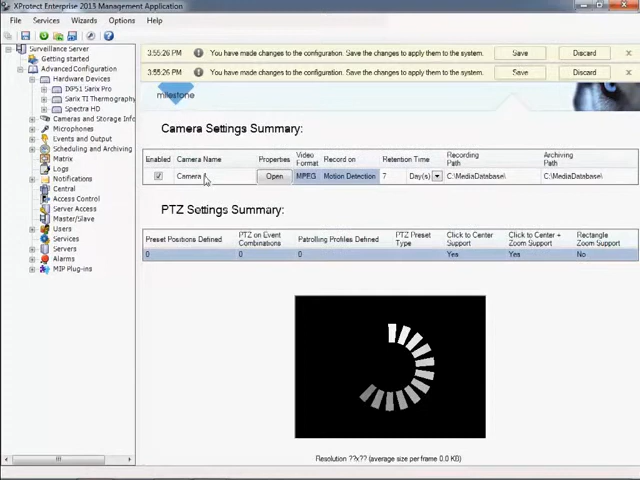 XProtect Enterprise 2013 Management Application
File Services Wizards Options Help
Surveillance Server
Getting started
Advanced Configuration
Hardware Devices
IXP51 Sarix Pro
Sarix TI Thermography
Spectra HD
Cameras and Storage Info
Microphones
Events and Output
Scheduling and Archiving
Matrix
Logs
Notifications
Central
Access Control
Server Access
Master/Slave
Users
Services
Servers
Alarms
MIP Plug-ins
3:55:26 PM You have made changes to the configuration. Save the changes to apply them to the system. Save Discard
3:55:26 PM You have made changes to the configuration. Save the changes to apply them to the system. Save Discard
milestone
Camera Settings Summary:
Enabled Camera Name Properties Video Format Record on Retention Time Recording Path Archiving Path
Camera Open MPEG Motion Detection 7 Day(s) C:\MediaDatabase\ C:\MediaDatabase\
PTZ Settings Summary:
Preset Positions Defined PTZ on Event Combinations Patrolling Profiles Defined PTZ Preset Type Click to Center Support Click to Center + Zoom Support Rectangle Zoom Support
0 0 0 Yes Yes No
Resolution ??x?? (average size per frame 0.0 KB)